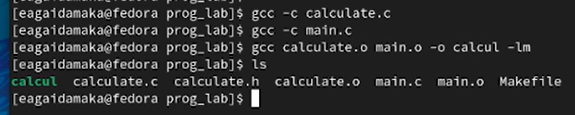 [eagaidamaka@fedora prog_lab]$ gcc -c calculate.c
[eagaidamaka@fedora prog_lab]$ gcc -c main.c
[eagaidamaka@fedora prog_lab]$ gcc calculate.o main.o -o calcul -lm
[eagaidamaka@fedora prog_lab]$ ls
calcul calculate.c calculate.h calculate.o main.c main.o Makefile
[eagaidamaka@fedora prog_lab]$